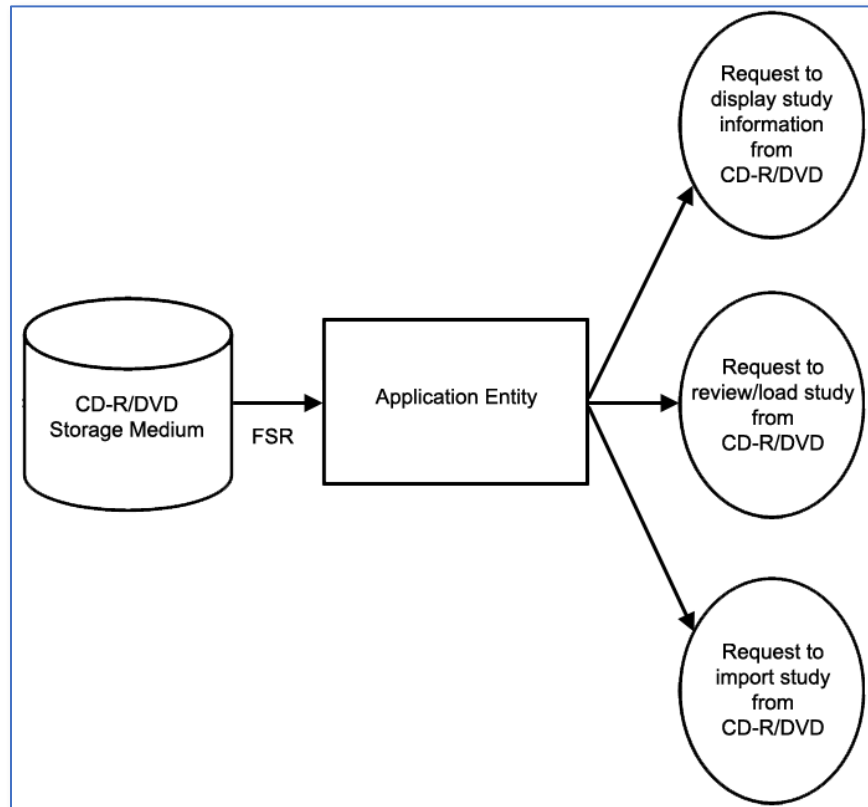 CD-R/DVD
Storage Medium
FSR
Application Entity
Request to
display study
information
from
CD-R/DVD
Request to
review/load study
from
CD-R/DVD
Request to
import study
from
CD-R/DVD